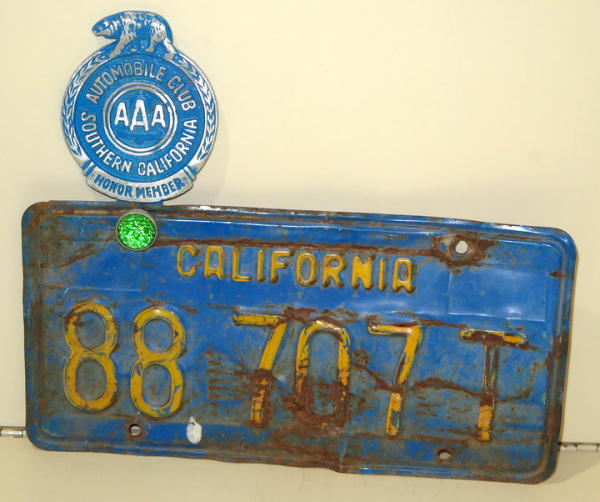 AUTOMOBILE CLUB
AAA
SOUTHERN CALIFORNIA
HONOR MEMBER
CALIFORNIA
88 707 T